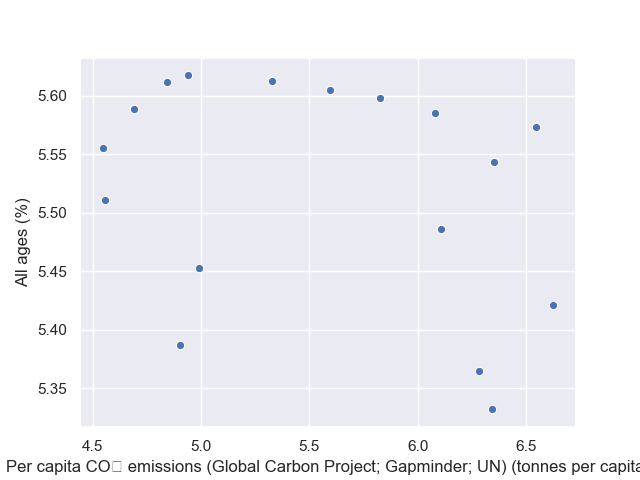 5.60
5.55
5.50
5.45
5.40
5.35
All ages (%)
4.5 5.0 5.5 6.0 6.5
Per capita CO▯ emissions (Global Carbon Project; Gapminder; UN) (tonnes per capita